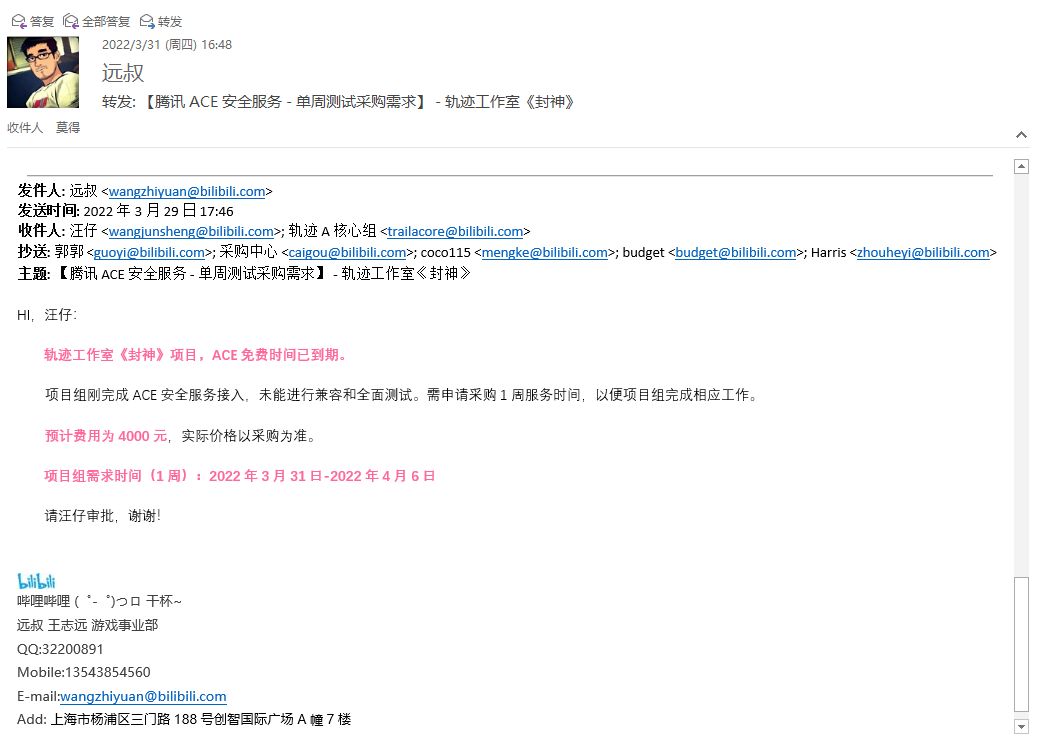 答复 全部答复 转发
2022/3/31 (周四) 16:48
远叔
转发: 【腾讯 ACE 安全服务 - 单周测试采购需求】 - 轨迹工作室《封神》
收件人 莫得
发件人: 远叔 <wangzhiyuan@bilibili.com>
发送时间: 2022 年 3 月 29 日 17:46
收件人: 汪仔 <wangjunsheng@bilibili.com>; 轨迹 A 核心组 <trailacore@bilibili.com>
抄送: 郭郭 <guoyi@bilibili.com>; 采购中心 <caigou@bilibili.com>; coco115 <mengke@bilibili.com>; budget <budget@bilibili.com>; Harris <zhouheyi@bilibili.com>
主题: 【腾讯 ACE 安全服务 - 单周测试采购需求】 - 轨迹工作室《封神》
HI，汪仔：
轨迹工作室《封神》项目，ACE 免费时间已到期。
项目组刚完成 ACE 安全服务接入，未能进行兼容和全面测试。需申请采购 1 周服务时间，以便项目组完成相应工作。
预计费用为 4000 元，实际价格以采购为准。
项目组需求时间（1 周）：2022 年 3 月 31 日-2022 年 4 月 6 日
请汪仔审批，谢谢！
bilibili
哔哩哔哩 ( ゜- ゜)つロ 干杯~
远叔 王志远 游戏事业部
QQ:32200891
Mobile:13543854560
E-mail:wangzhiyuan@bilibili.com
Add: 上海市杨浦区三门路 188 号创智国际广场 A 幢 7 楼